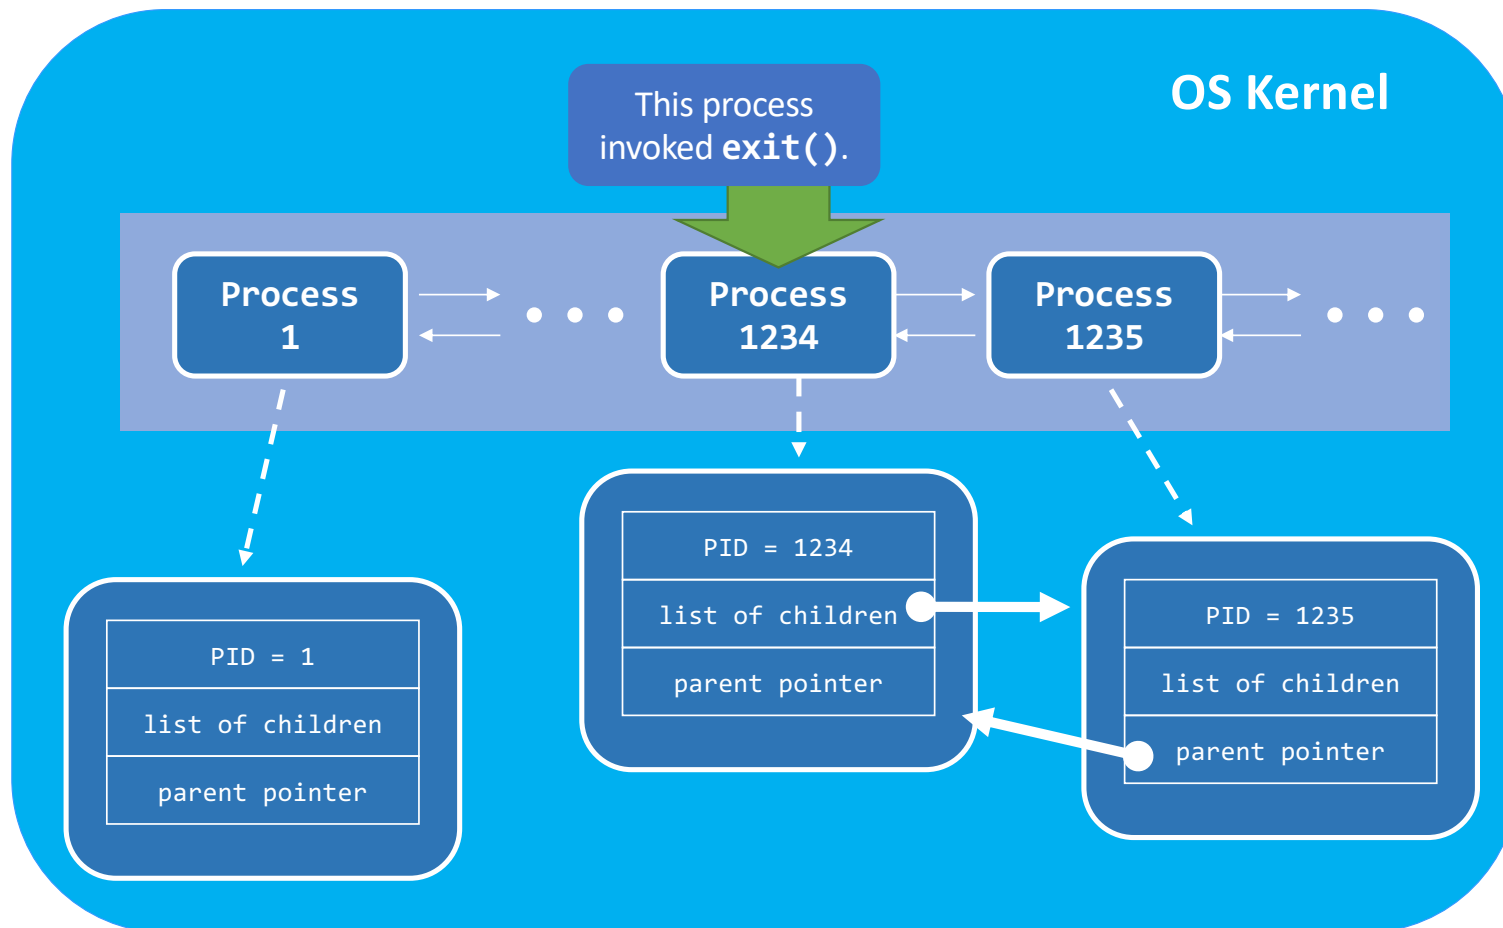 OS Kernel
This process
invoked exit().
Process
1
Process
1234
Process
1235
PID = 1
list of children
parent pointer
PID = 1234
list of children
parent pointer
PID = 1235
list of children
parent pointer